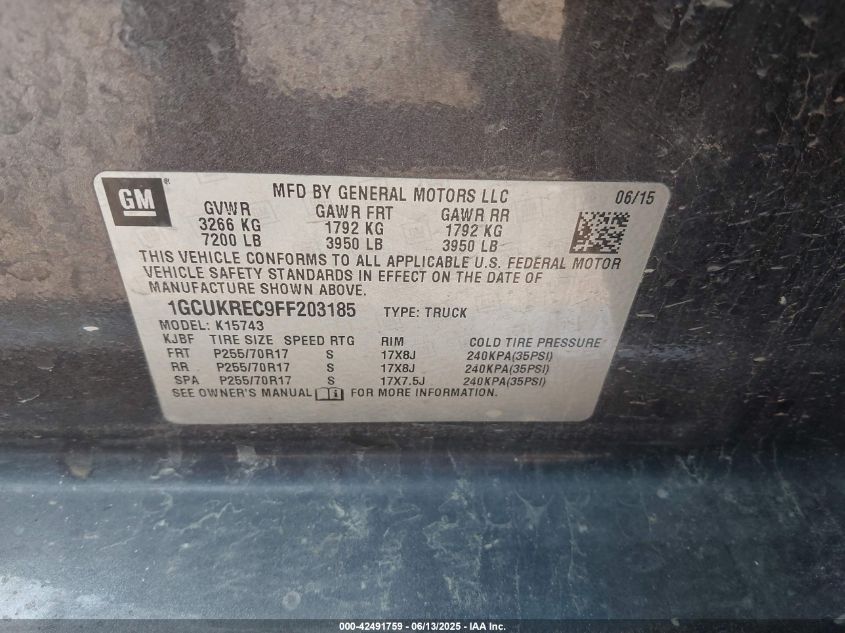 GM ® MFD BY GENERAL MOTORS LLC 06/15
GVWR GAWR FRT GAWR RR
3266 KG 1792 KG 1792 KG
7200 LB 3950 LB 3950 LB
THIS VEHICLE CONFORMS TO ALL APPLICABLE U.S. FEDERAL MOTOR
VEHICLE SAFETY STANDARDS IN EFFECT ON THE DATE OF
MANUFACTURE SHOWN ABOVE.
1GCUKREC9FF203185 TYPE: TRUCK
MODEL: K15743
KJBF TIRE SIZE SPEED RTG RIM COLD TIRE PRESSURE
FRT P255/70R17 S 17X8J 240KPA(35PSI)
RR P255/70R17 S 17X8J 240KPA(35PSI)
SPA P255/70R17 S 17X7.5J 240KPA(35PSI)
SEE OWNER'S MANUAL FOR MORE INFORMATION.
000-42491759 - 06/13/2025 - IAA Inc.